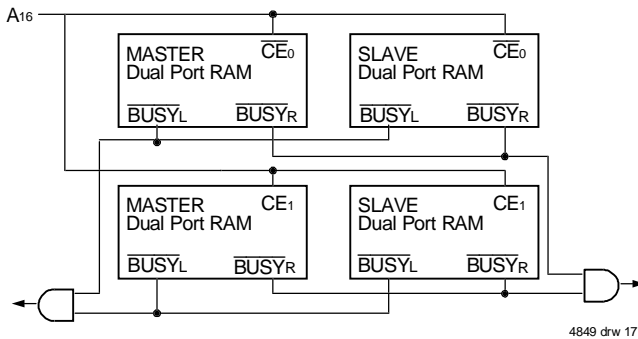 A16
MASTER
Dual Port RAM
CE0
BUSYL
BUSYR
SLAVE
Dual Port RAM
CE0
BUSYL
BUSYR
MASTER
Dual Port RAM
CE1
BUSYL
BUSYR
SLAVE
Dual Port RAM
CE1
BUSYL
BUSYR
4849 drw 17